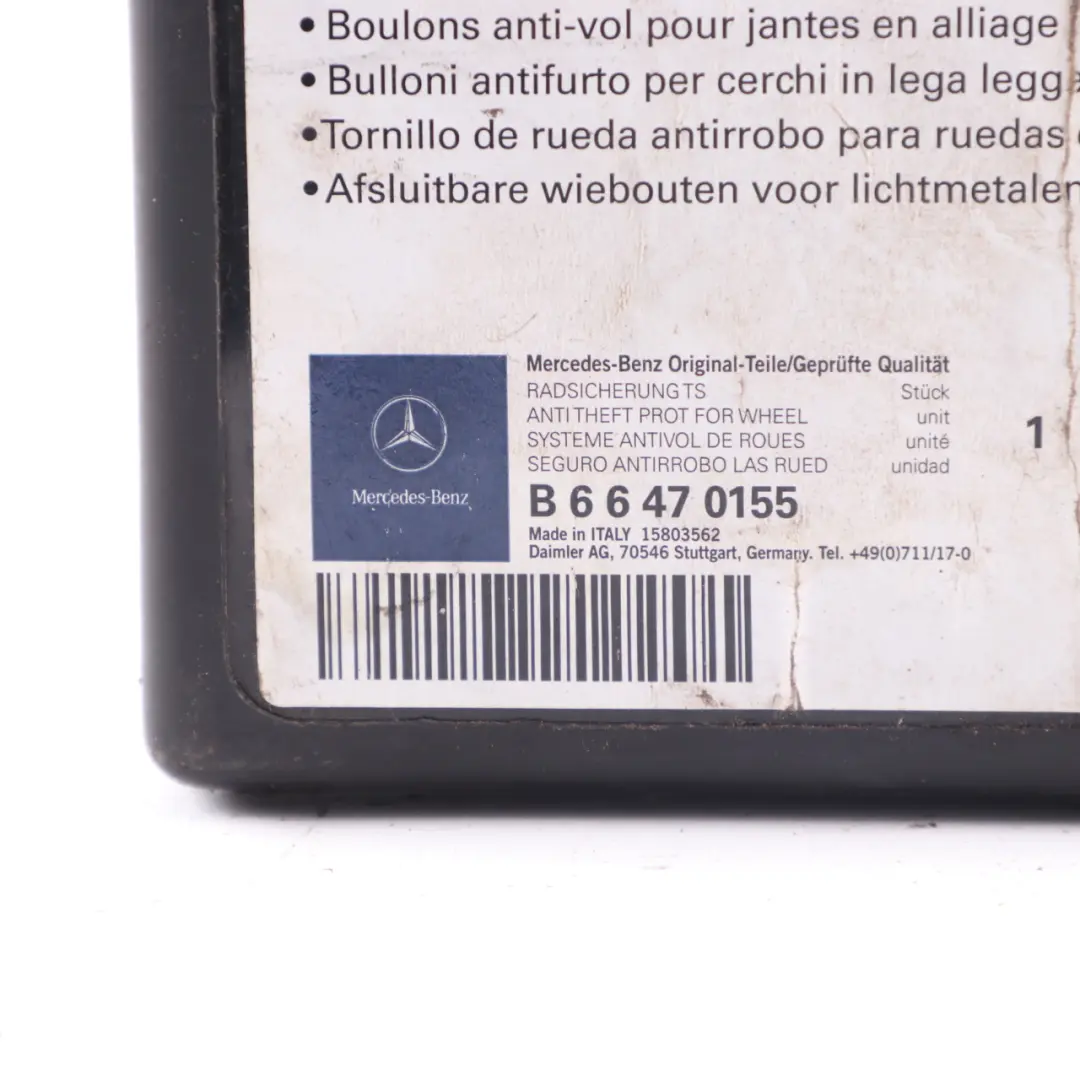 • Boulons anti-vol pour jantes en alliage
• Bulloni antifurto per cerchi in lega legg
• Tornillo de rueda antirrobo para ruedas
• Afsluitbare wiebouten voor lichtmetalen
Mercedes-Benz Original-Teile/Geprüfte Qualität
RADSICHERUNG TS Stück
ANTI THEFT PROT FOR WHEEL unit
SYSTEME ANTIVOL DE ROUES unité
SEGURO ANTIRROBO LAS RUED unidad
1
Mercedes-Benz
B 6 6 47 0155
Made in ITALY 15803562
Daimler AG, 70546 Stuttgart, Germany. Tel. +49(0)711/17-0